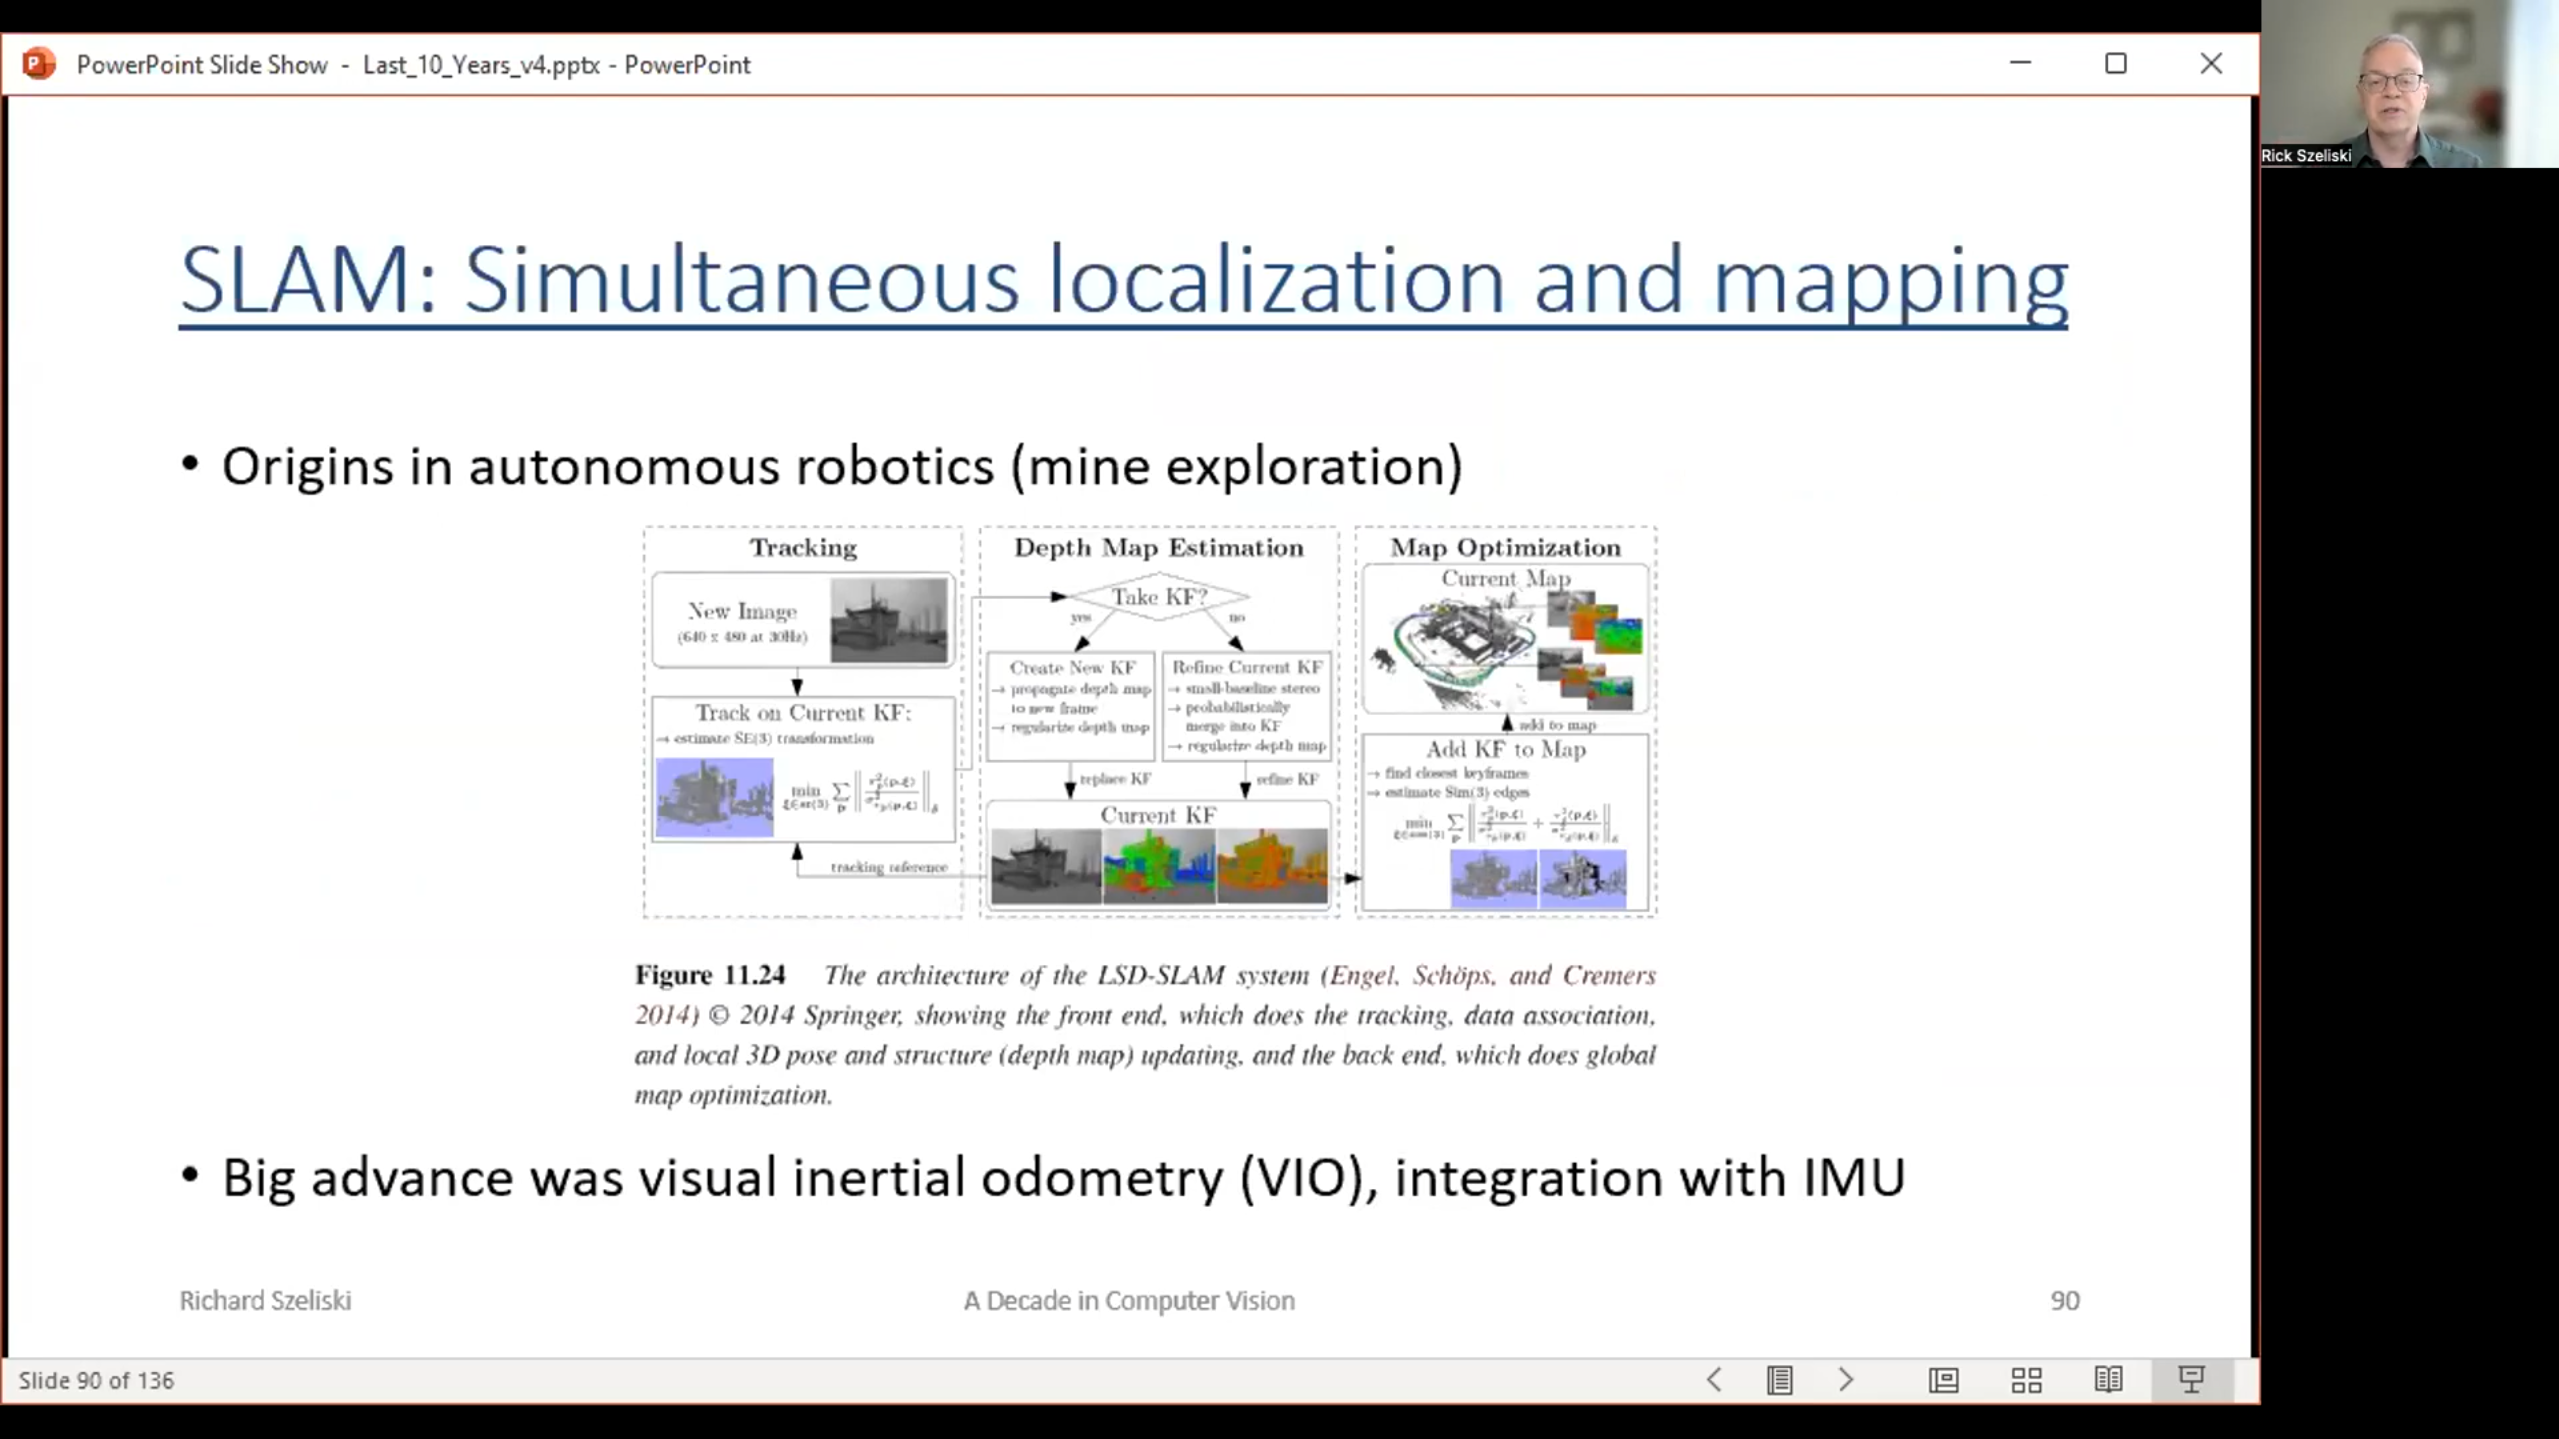 PowerPoint Slide Show - Last_10_Years_v4.pptx - PowerPoint
Rick Szeliski
SLAM: Simultaneous localization and mapping
• Origins in autonomous robotics (mine exploration)
Tracking
New Image
(640 x 480 at 30Hz)
Track on Current KF:
→ estimate SE(3) transformation
tracking reference
Depth Map Estimation
Take KF?
yes
no
Create New KF
→ propagate depth map
to new frame
→ regularize depth map
Refine Current KF
→ small-baseline stereo
→ probabilistically
merge into KF
→ regularize depth map
replace KF
refine KF
Current KF
Map Optimization
Current Map
add to map
Add KF to Map
→ find closest keyframes
→ estimate Sim(3) edges
Figure 11.24 The architecture of the LSD-SLAM system (Engel, Schöps, and Cremers
2014) © 2014 Springer, showing the front end, which does the tracking, data association,
and local 3D pose and structure (depth map) updating, and the back end, which does global
map optimization.
• Big advance was visual inertial odometry (VIO), integration with IMU
Richard Szeliski
A Decade in Computer Vision
90
Slide 90 of 136